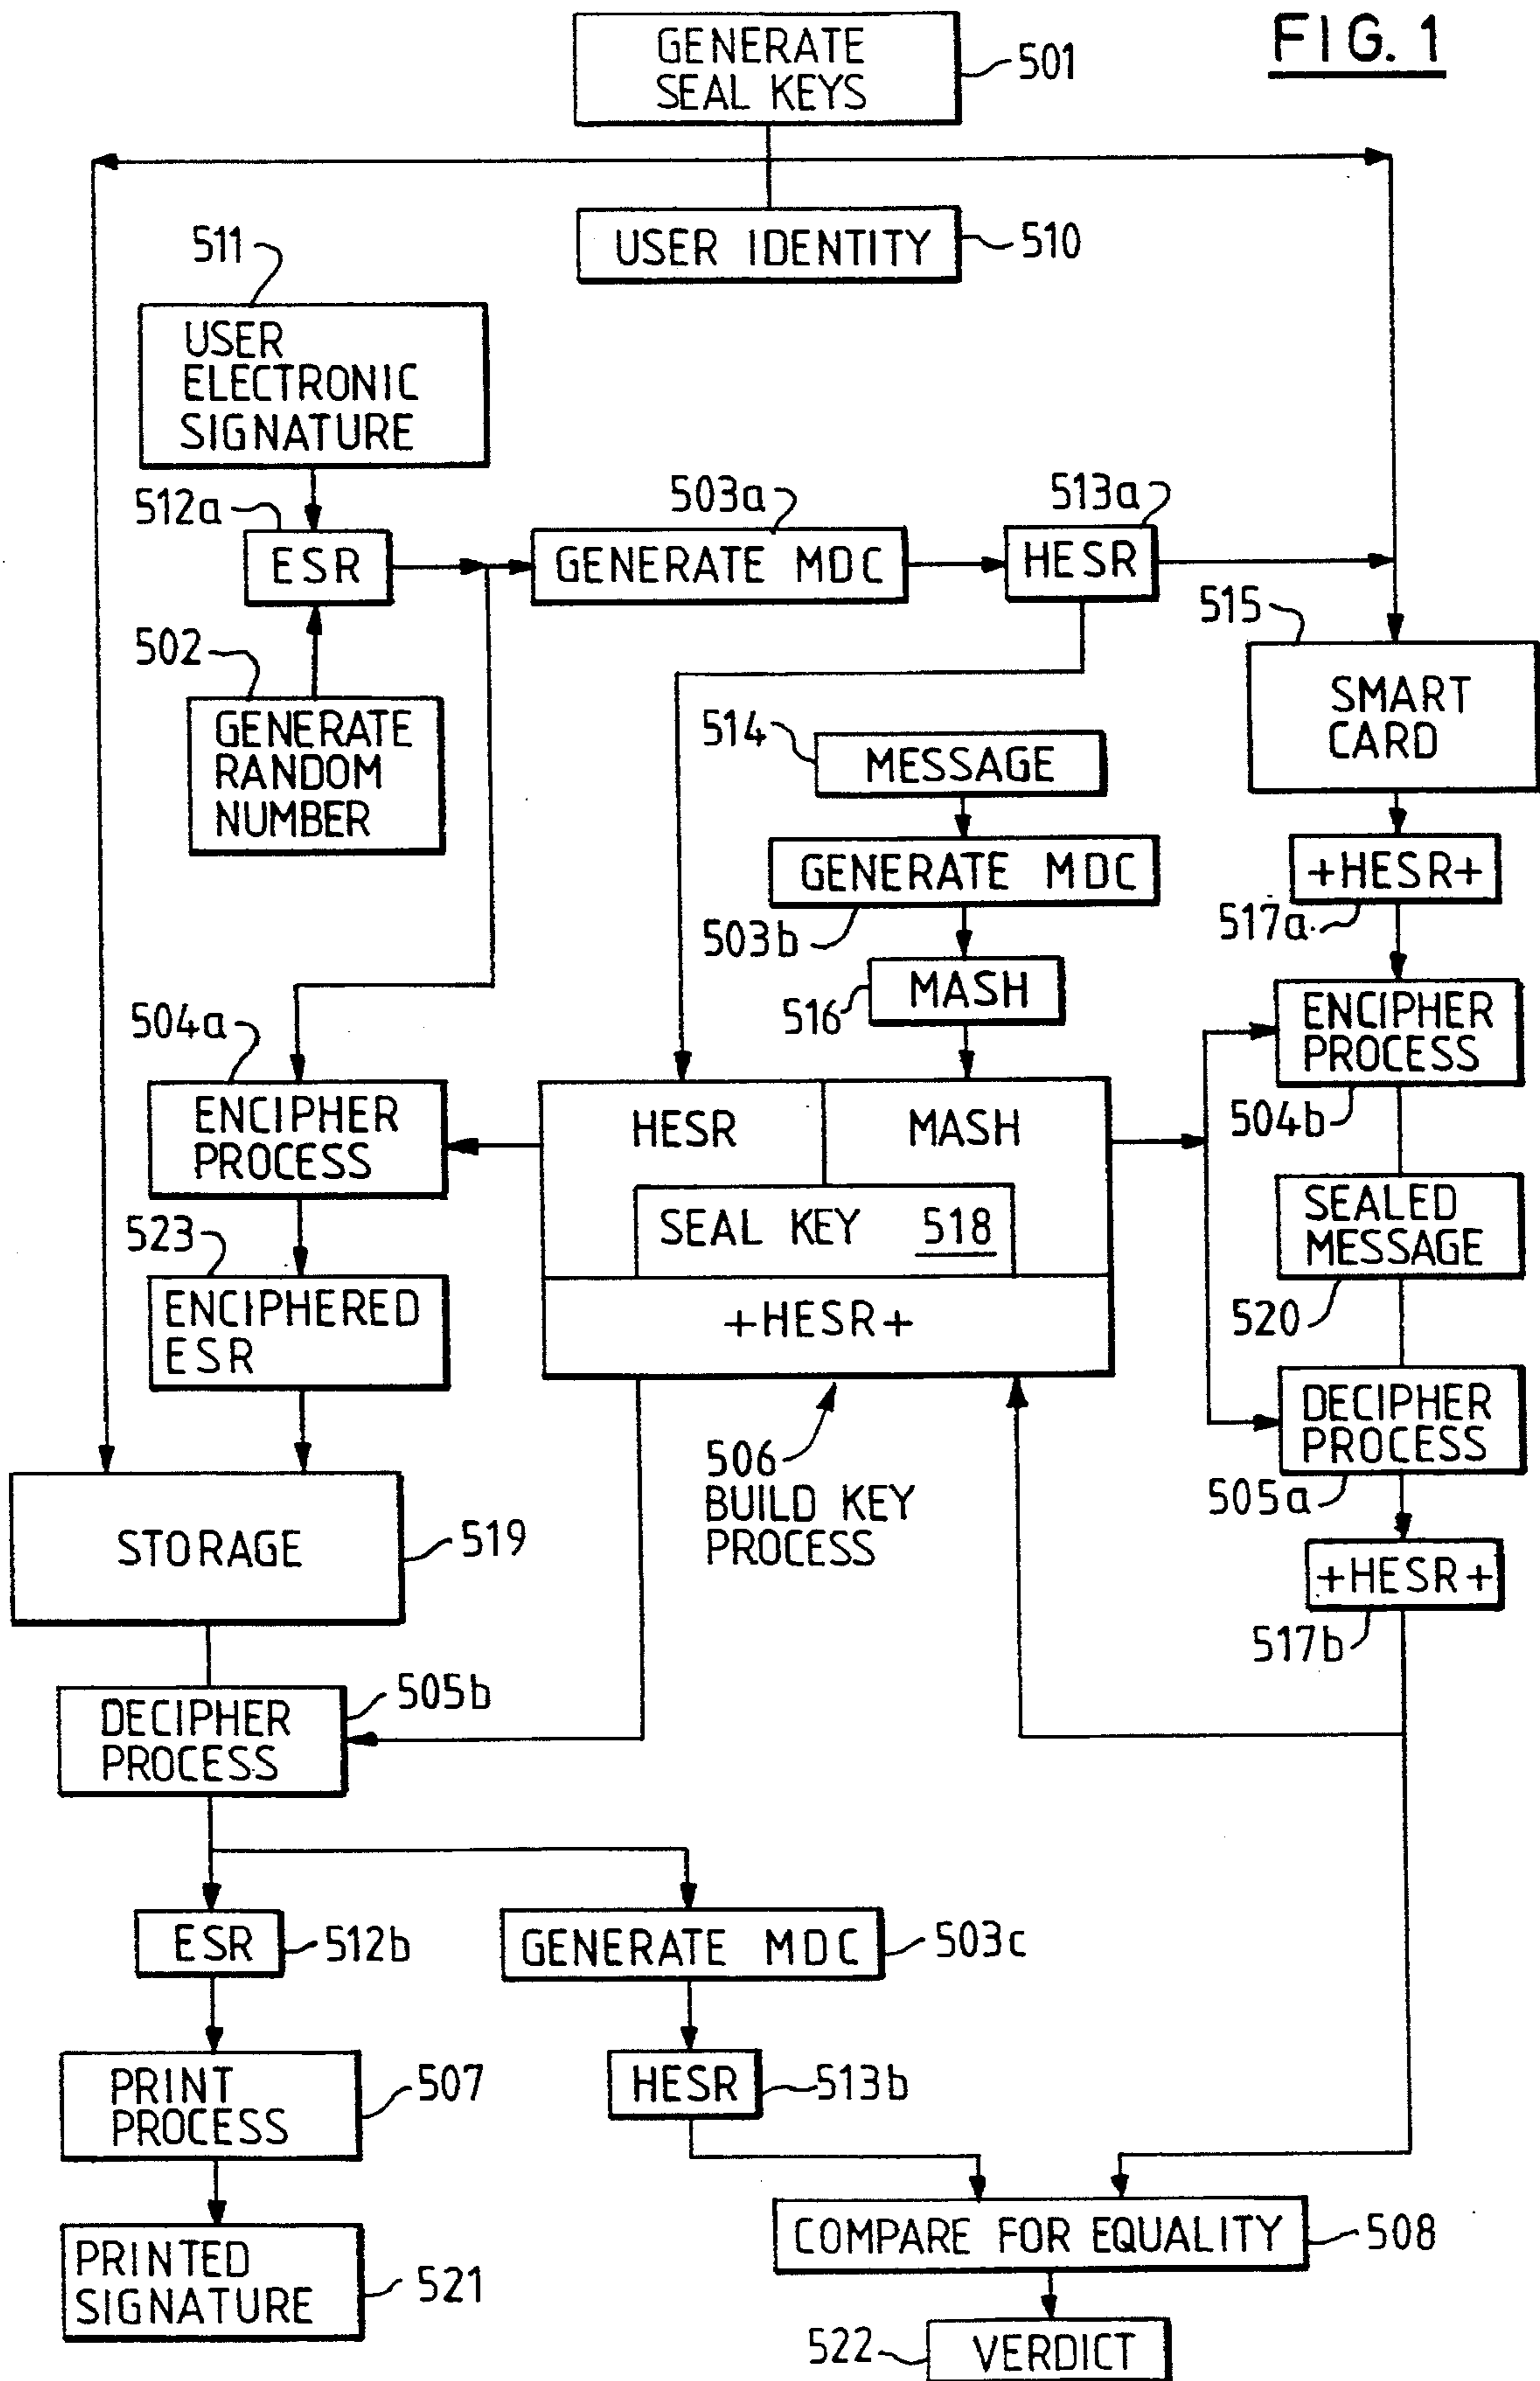 FIG. 1
GENERATE
SEAL KEYS
501
USER IDENTITY
510
511
USER
ELECTRONIC
SIGNATURE
512a
ESR
503a
GENERATE MDC
513a
HESR
502
GENERATE
RANDOM
NUMBER
515
SMART
CARD
514
MESSAGE
GENERATE MDC
503b
+HESR+
517a
516
MASH
504a
ENCIPHER
PROCESS
HESR
MASH
SEAL KEY 518
+HESR+
ENCIPHER
PROCESS
504b
SEALED
MESSAGE
520
523
ENCIPHERED
ESR
506
BUILD KEY
PROCESS
DECIPHER
PROCESS
505a
+HESR+
517b
STORAGE
519
DECIPHER
PROCESS
505b
ESR
512b
GENERATE MDC
503c
PRINT
PROCESS
507
HESR
513b
PRINTED
SIGNATURE
521
COMPARE FOR EQUALITY
508
522
VERDICT